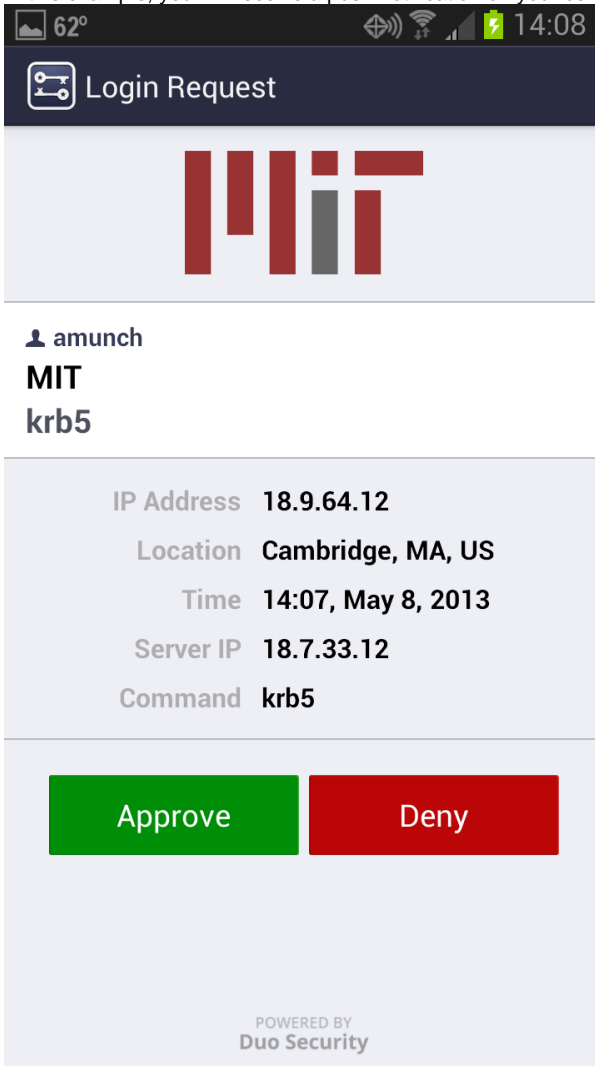 62°
14:08
Login Request
MIT
amunch
MIT
krb5
IP Address 18.9.64.12
Location Cambridge, MA, US
Time 14:07, May 8, 2013
Server IP 18.7.33.12
Command krb5
Approve Deny
POWERED BY
Duo Security